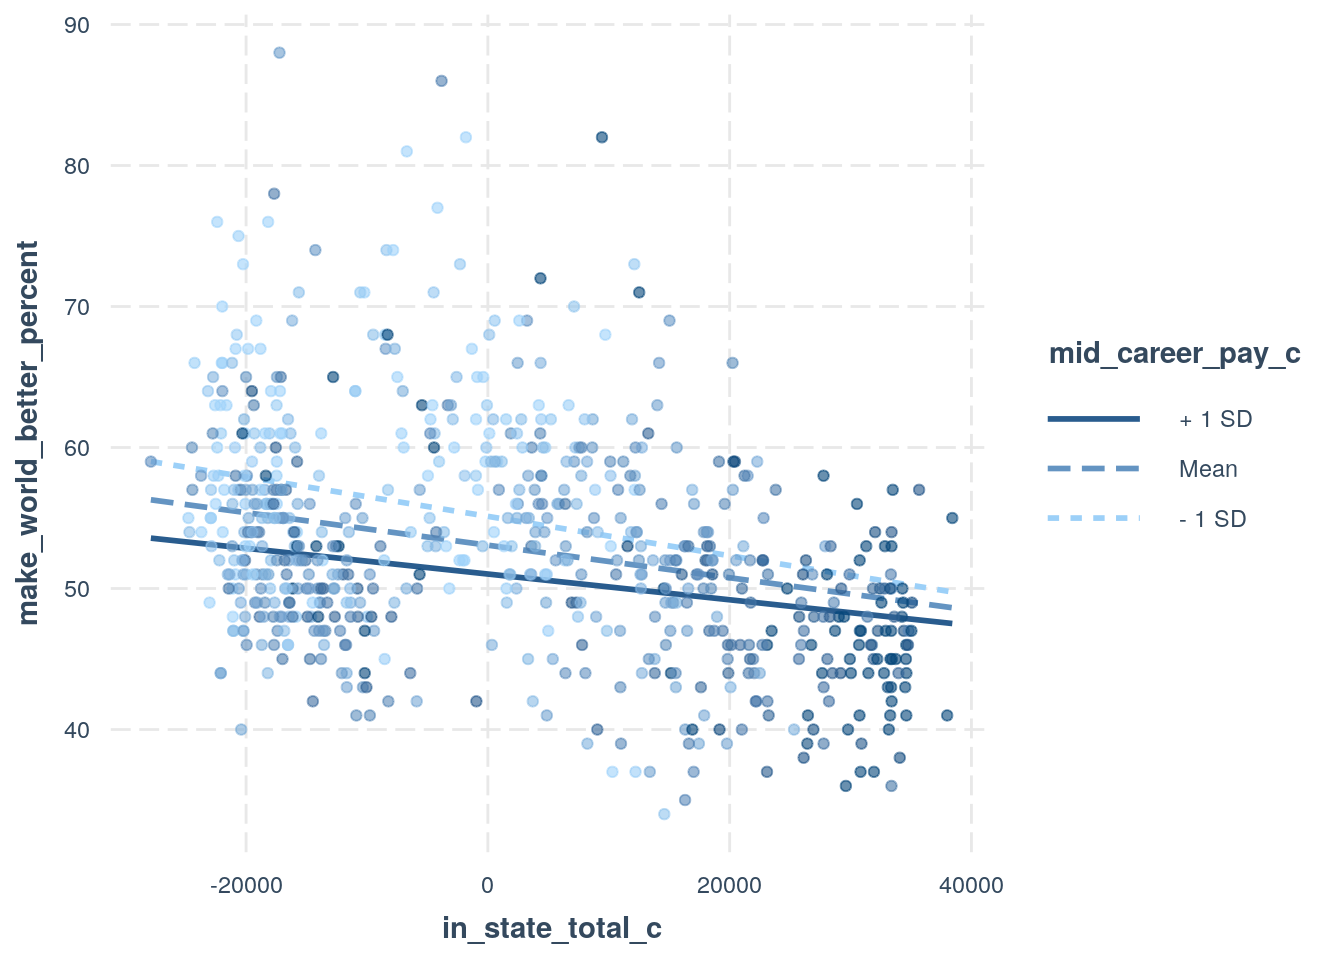 90
80
70
60
50
40
make_world_better_percent
-20000
0
20000
40000
in_state_total_c
mid_career_pay_c
+ 1 SD
Mean
- 1 SD